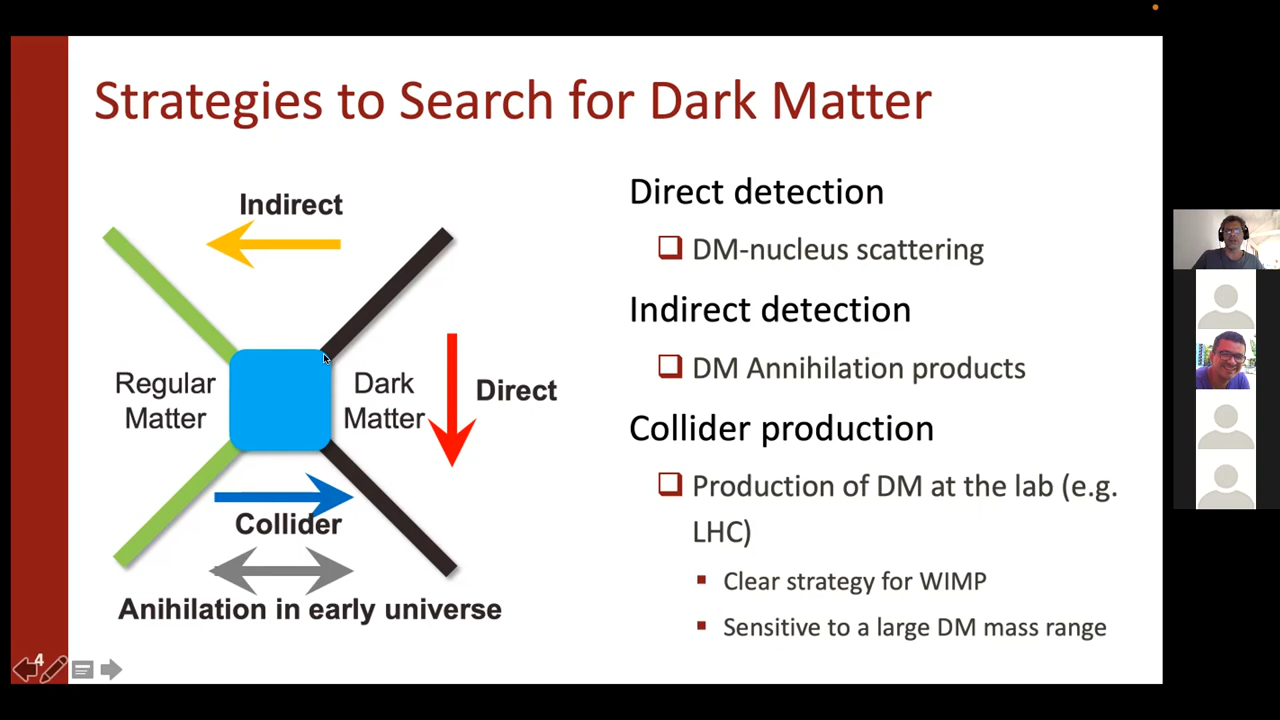 Strategies to Search for Dark Matter
Indirect
Regular
Matter
Dark
Matter
Direct
Collider
Anihilation in early universe
Direct detection
DM-nucleus scattering
Indirect detection
DM Annihilation products
Collider production
Production of DM at the lab (e.g.
LHC)
Clear strategy for WIMP
Sensitive to a large DM mass range
4